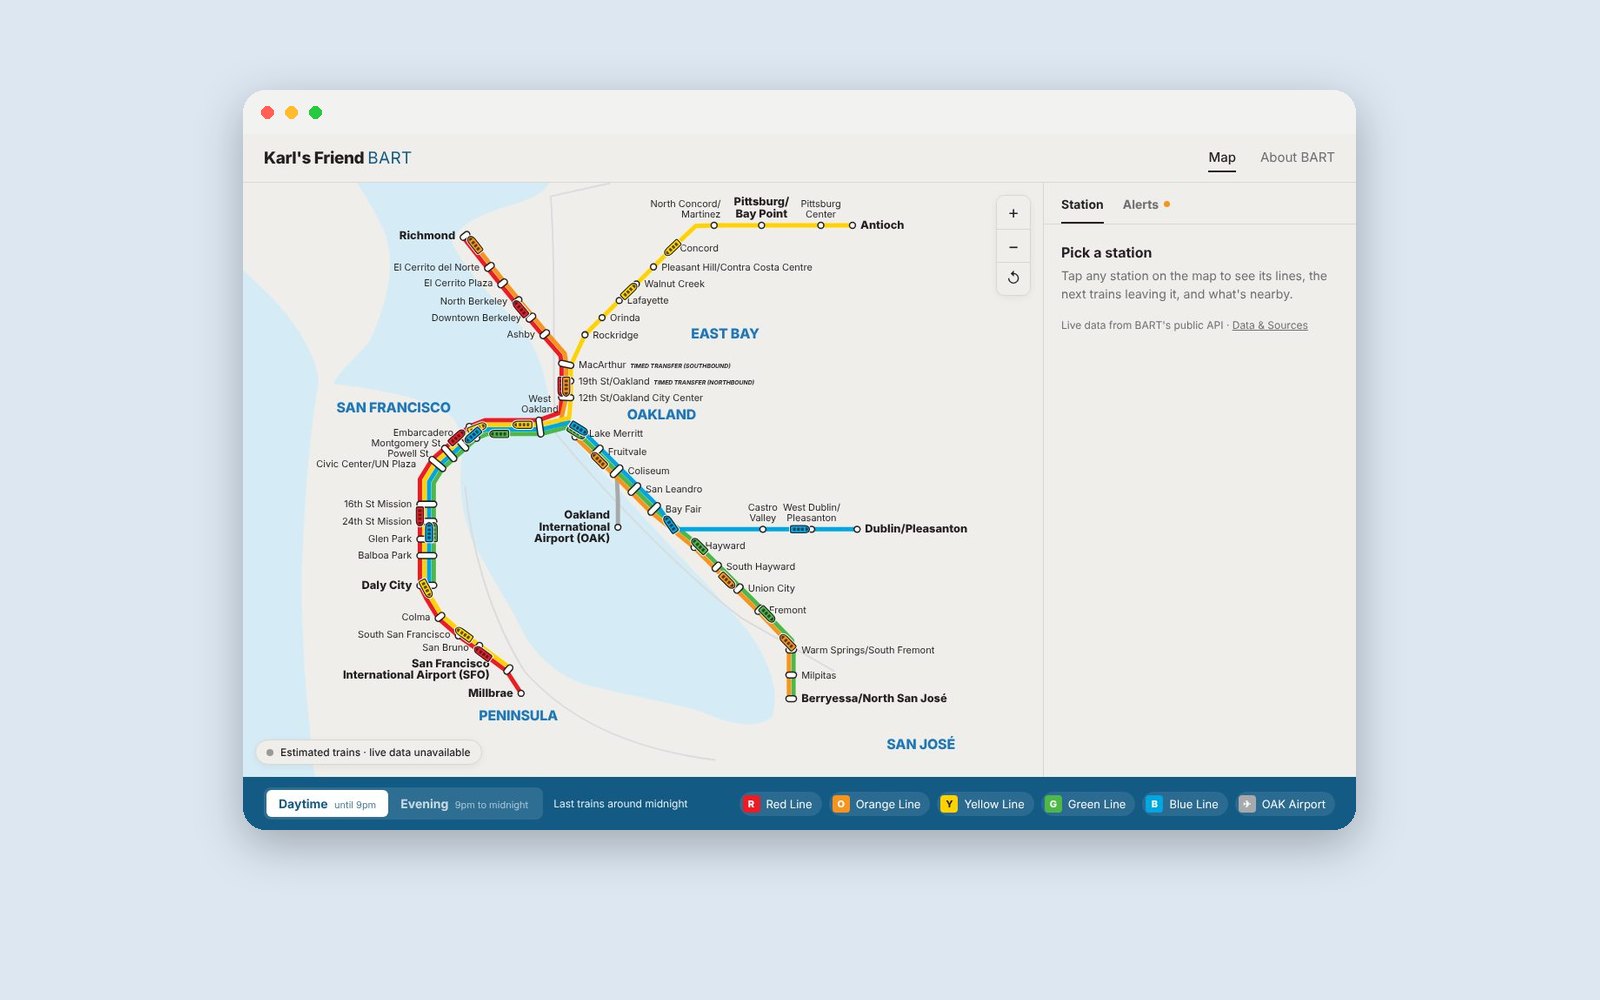 Karl's Friend BART
Map
About BART
North Concord/
Martinez
Pittsburg/
Bay Point
Pittsburg
Center
Antioch
Richmond
Concord
El Cerrito del Norte
Pleasant Hill/Contra Costa Centre
El Cerrito Plaza
Walnut Creek
North Berkeley
Lafayette
Downtown Berkeley
Orinda
Ashby
Rockridge
EAST BAY
MacArthur TIMED TRANSFER (SOUTHBOUND)
19th St/Oakland TIMED TRANSFER (NORTHBOUND)
12th St/Oakland City Center
West
Oakland
SAN FRANCISCO
OAKLAND
Embarcadero
Montgomery St
Powell St
Civic Center/UN Plaza
Lake Merritt
Fruitvale
Coliseum
San Leandro
Bay Fair
16th St Mission
24th St Mission
Glen Park
Balboa Park
Daly City
Oakland
International
Airport (OAK)
Castro
Valley
West Dublin/
Pleasanton
Dublin/Pleasanton
Hayward
South Hayward
Union City
Fremont
Colma
South San Francisco
San Bruno
San Francisco
International Airport (SFO)
Millbrae
Warm Springs/South Fremont
Milpitas
Berryessa/North San José
PENINSULA
SAN JOSÉ
Estimated trains · live data unavailable
+
−
Station
Alerts
Pick a station
Tap any station on the map to see its lines, the
next trains leaving it, and what's nearby.
Live data from BART's public API · Data & Sources
Daytime until 9pm
Evening 9pm to midnight
Last trains around midnight
R Red Line
O Orange Line
Y Yellow Line
G Green Line
B Blue Line
✈ OAK Airport